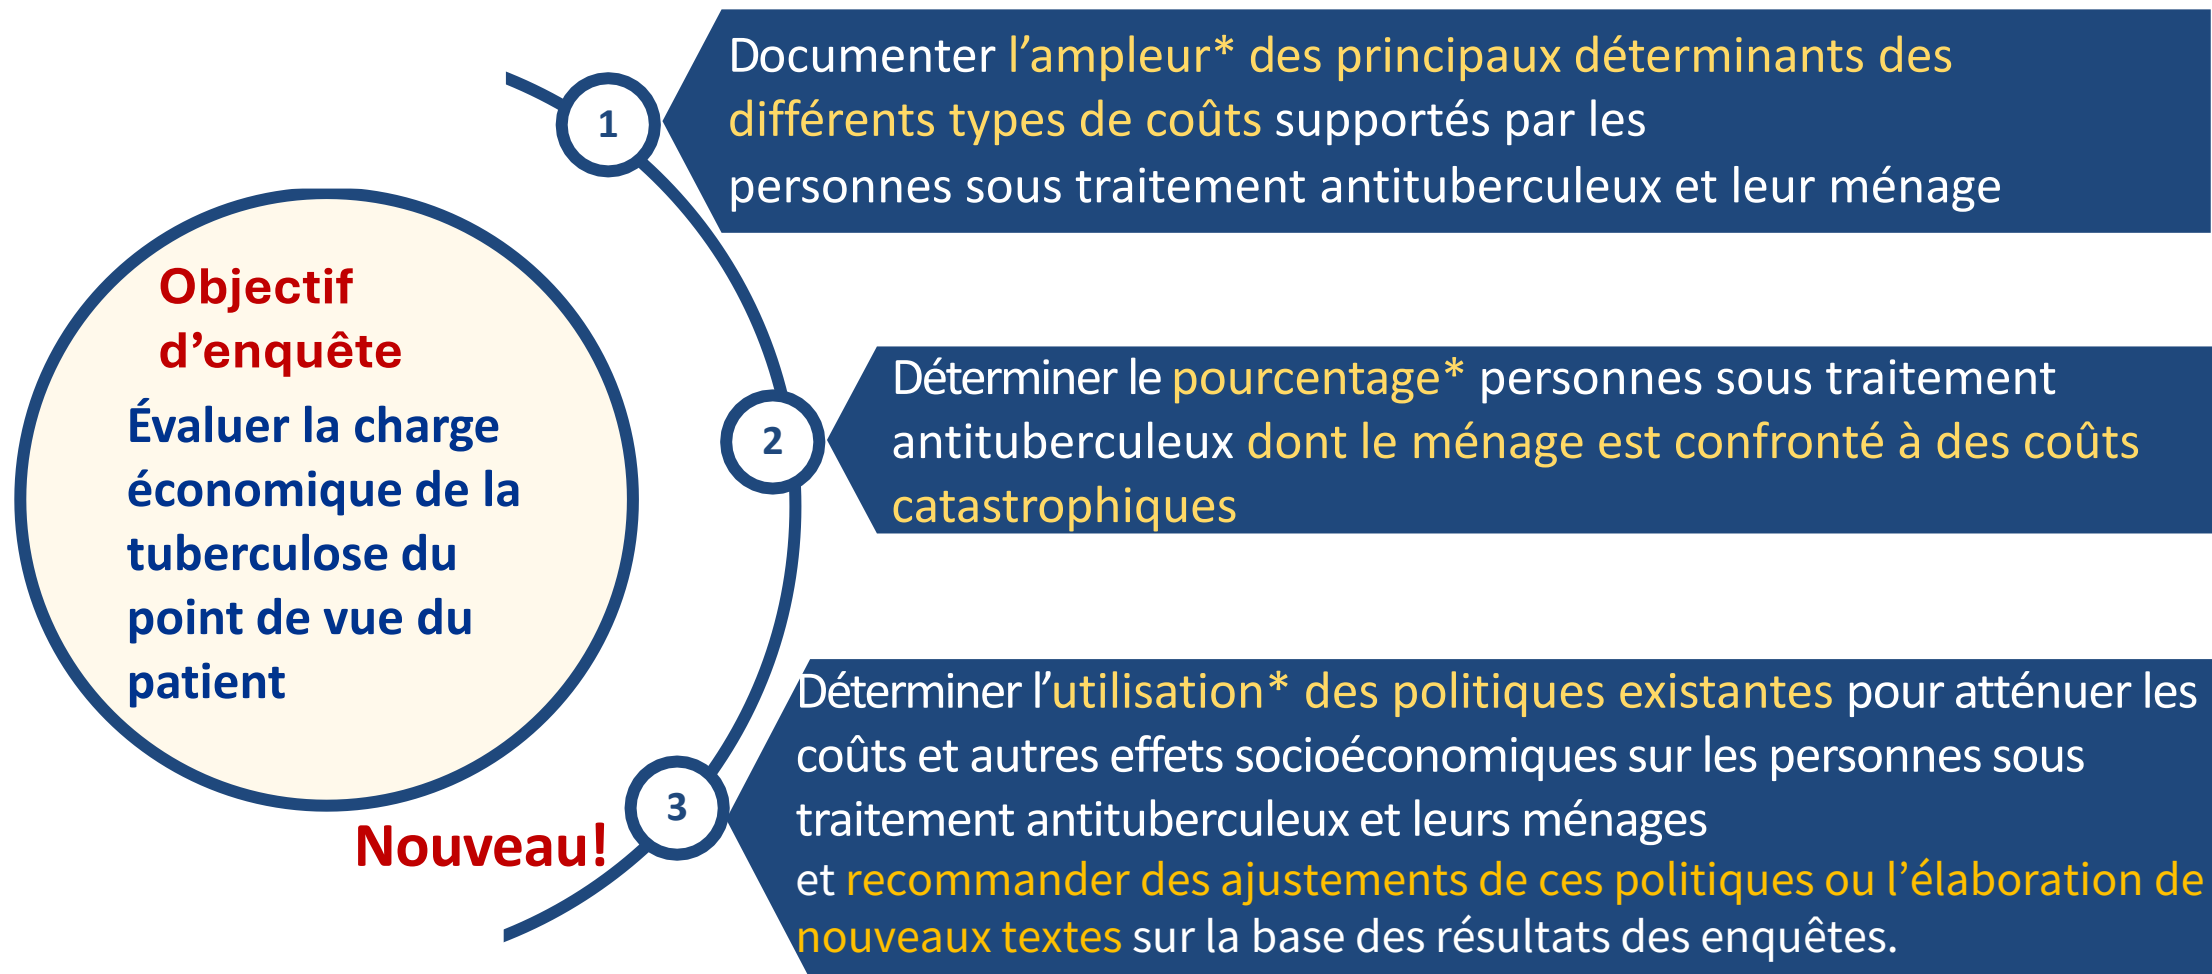 Objectif
d’enquête
Évaluer la charge
économique de la
tuberculose du
point de vue du
patient
1
Documenter l’ampleur* des principaux déterminants des
différents types de coûts supportés par les
personnes sous traitement antituberculeux et leur ménage
2
Déterminer le pourcentage* personnes sous traitement
antituberculeux dont le ménage est confronté à des coûts
catastrophiques
Nouveau!
3
Déterminer l’utilisation* des politiques existantes pour atténuer les
coûts et autres effets socioéconomiques sur les personnes sous
traitement antituberculeux et leurs ménages
et recommander des ajustements de ces politiques ou l’élaboration de
nouveaux textes sur la base des résultats des enquêtes.